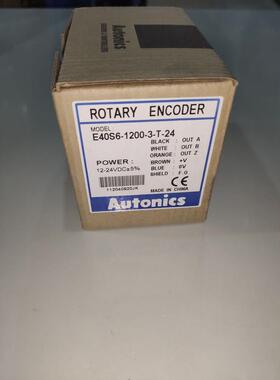 Autonics
ROTARY ENCODER
MODEL
E40S6-1200-3-T-24
BLACK : OUT A
WHITE : OUT B
ORANGE : OUT Z
POWER :
12-24VDC±5%
BROWN : +V
BLUE : 0V
SHIELD : F.G
CE
MADE IN CHINA
Autonics